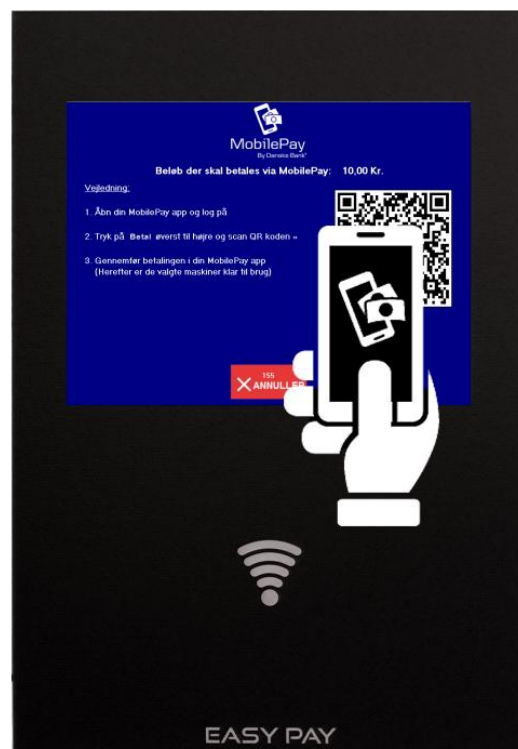 MobilePay
By Danske Bank
Beløb der skal betales via MobilePay: 10,00 Kr.
Vejledning:
1. Åbn din MobilePay app og log på
2. Tryk på Betal øverst til højre og scan QR koden =
3. Gennemfør betalingen i din MobilePay app
(Herefter er de valgte maskiner klar til brug)
155
ANNULLER
EASY PAY